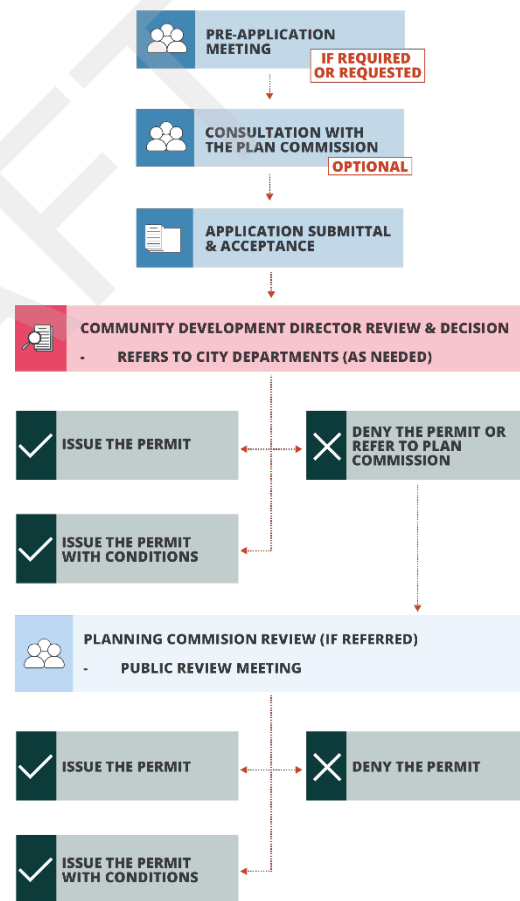 PRE-APPLICATION
MEETING
IF REQUIRED
OR REQUESTED
CONSULTATION WITH
THE PLAN COMMISSION
OPTIONAL
APPLICATION SUBMITTAL
& ACCEPTANCE
COMMUNITY DEVELOPMENT DIRECTOR REVIEW & DECISION
- REFERS TO CITY DEPARTMENTS (AS NEEDED)
ISSUE THE PERMIT
DENY THE PERMIT OR
REFER TO PLAN
COMMISSION
ISSUE THE PERMIT
WITH CONDITIONS
PLANNING COMMISION REVIEW (IF REFERRED)
- PUBLIC REVIEW MEETING
ISSUE THE PERMIT
DENY THE PERMIT
ISSUE THE PERMIT
WITH CONDITIONS